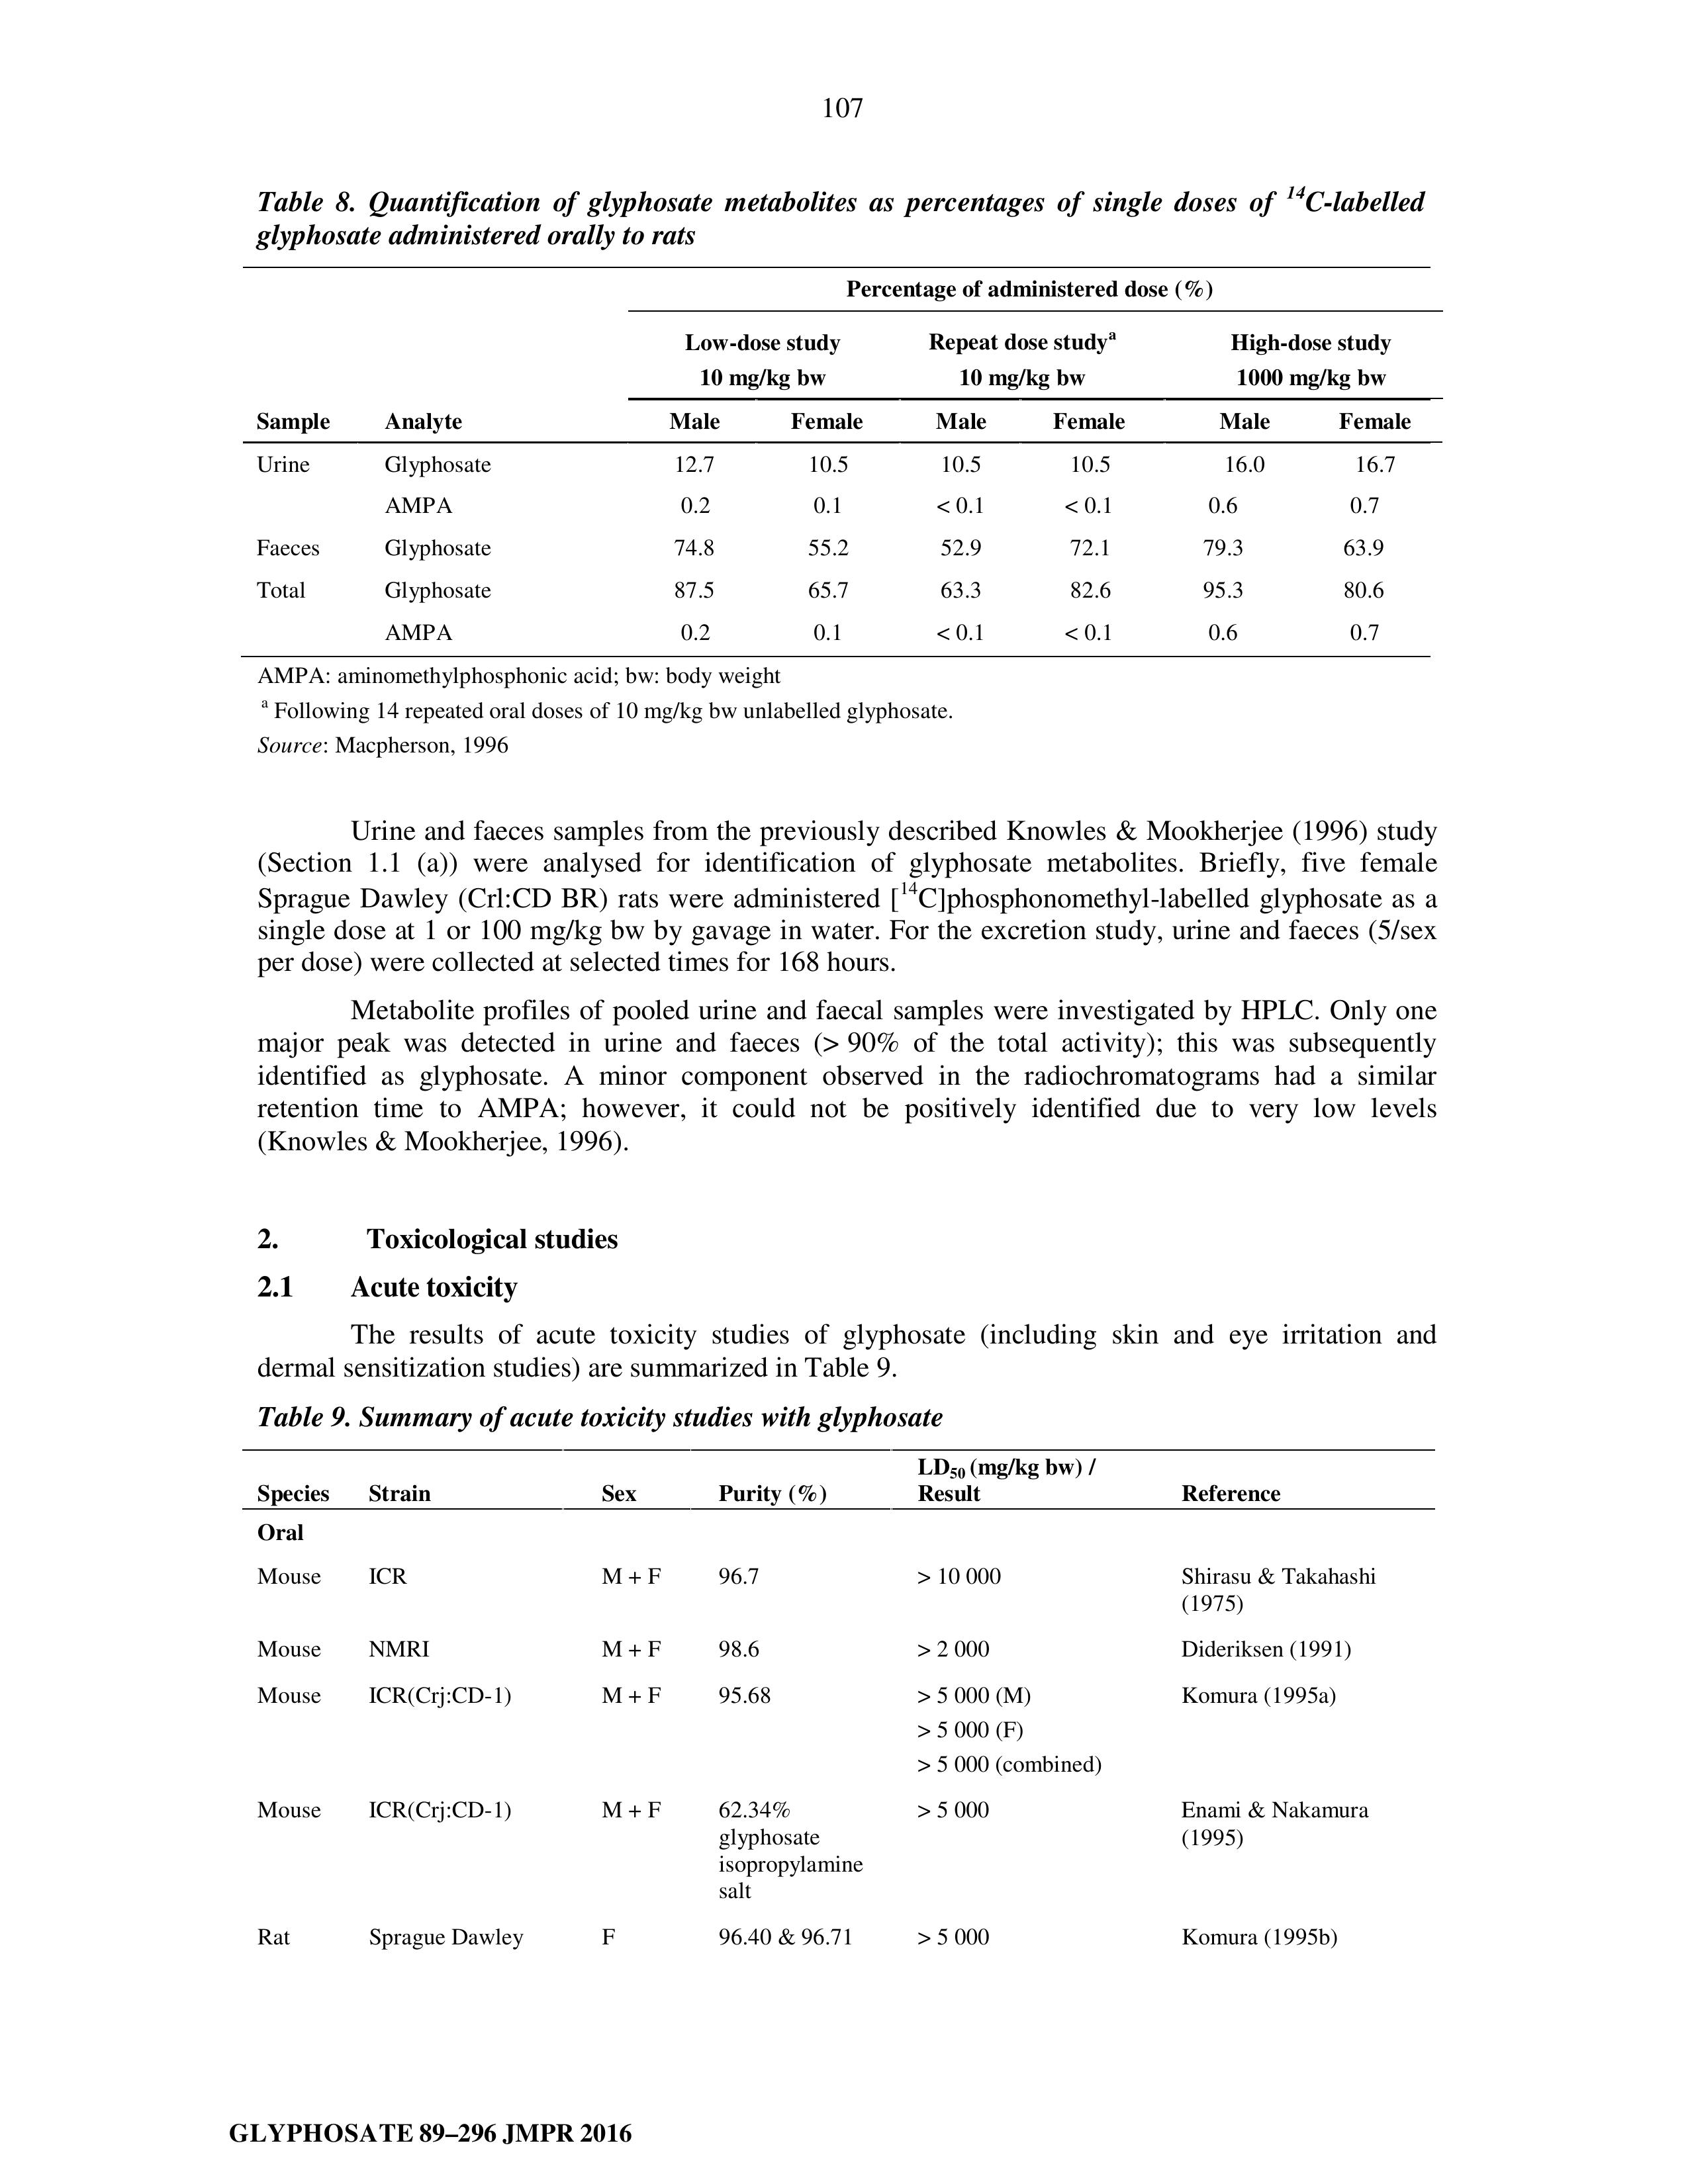 107
Table 8. Quantification of glyphosate metabolites as percentages of single doses of 14C-labelled
glyphosate administered orally to rats
Percentage of administered dose (%)
Low-dose study Repeat dose studya High-dose study
10 mg/kg bw 10 mg/kg bw 1000 mg/kg bw
Sample Analyte Male Female Male Female Male Female
Urine Glyphosate 12.7 10.5 10.5 10.5 16.0 16.7
AMPA 0.2 0.1 < 0.1 < 0.1 0.6 0.7
Faeces Glyphosate 74.8 55.2 52.9 72.1 79.3 63.9
Total Glyphosate 87.5 65.7 63.3 82.6 95.3 80.6
AMPA 0.2 0.1 < 0.1 < 0.1 0.6 0.7
AMPA: aminomethylphosphonic acid; bw: body weight
a Following 14 repeated oral doses of 10 mg/kg bw unlabelled glyphosate.
Source: Macpherson, 1996
Urine and faeces samples from the previously described Knowles & Mookherjee (1996) study
(Section 1.1 (a)) were analysed for identification of glyphosate metabolites. Briefly, five female
Sprague Dawley (Crl:CD BR) rats were administered [14C]phosphonomethyl-labelled glyphosate as a
single dose at 1 or 100 mg/kg bw by gavage in water. For the excretion study, urine and faeces (5/sex
per dose) were collected at selected times for 168 hours.
Metabolite profiles of pooled urine and faecal samples were investigated by HPLC. Only one
major peak was detected in urine and faeces (> 90% of the total activity); this was subsequently
identified as glyphosate. A minor component observed in the radiochromatograms had a similar
retention time to AMPA; however, it could not be positively identified due to very low levels
(Knowles & Mookherjee, 1996).
2. Toxicological studies
2.1 Acute toxicity
The results of acute toxicity studies of glyphosate (including skin and eye irritation and
dermal sensitization studies) are summarized in Table 9.
Table 9. Summary of acute toxicity studies with glyphosate
LD50 (mg/kg bw) /
Species Strain Sex Purity (%) Result Reference
Oral
Mouse ICR M + F 96.7 > 10 000 Shirasu & Takahashi
(1975)
Mouse NMRI M + F 98.6 > 2 000 Dideriksen (1991)
Mouse ICR(Crj:CD-1) M + F 95.68 > 5 000 (M) Komura (1995a)
> 5 000 (F)
> 5 000 (combined)
Mouse ICR(Crj:CD-1) M + F 62.34% > 5 000 Enami & Nakamura
glyphosate (1995)
isopropylamine
salt
Rat Sprague Dawley F 96.40 & 96.71 > 5 000 Komura (1995b)
GLYPHOSATE 89–296 JMPR 2016